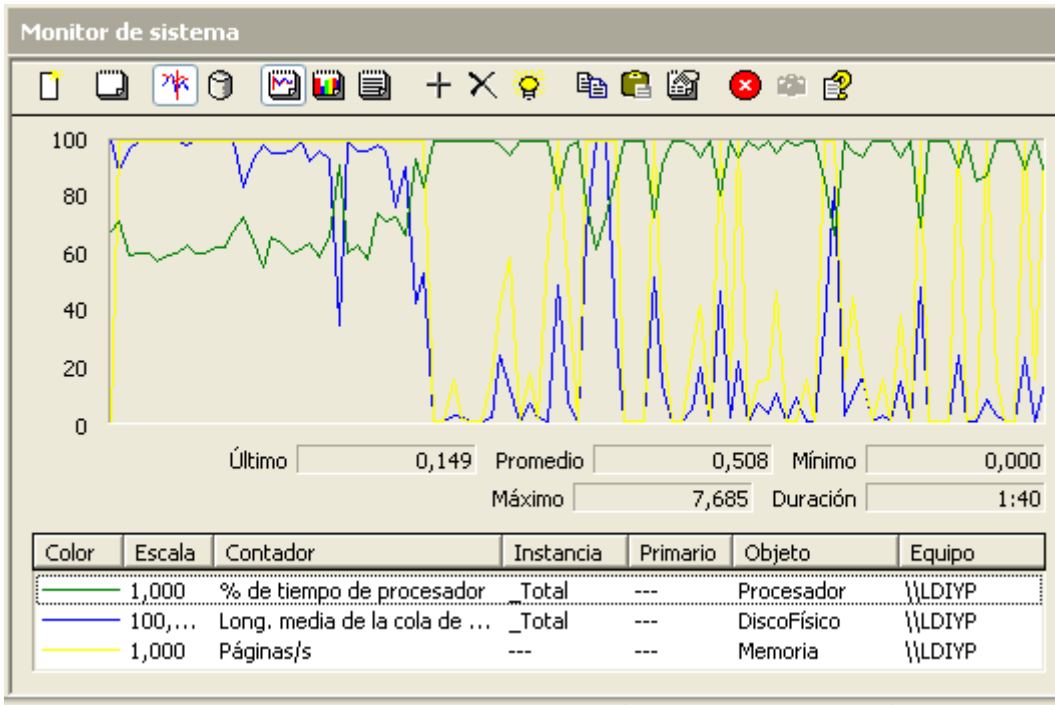 Monitor de sistema
100
80
60
40
20
0
Último 0,149 Promedio 0,508 Mínimo 0,000
Máximo 7,685 Duración 1:40
Color Escala Contador Instancia Primario Objeto Equipo
1,000 % de tiempo de procesador _Total --- Procesador \\LDIYP
100,... Long. media de la cola de ... _Total --- DiscoFísico \\LDIYP
1,000 Páginas/s --- --- Memoria \\LDIYP